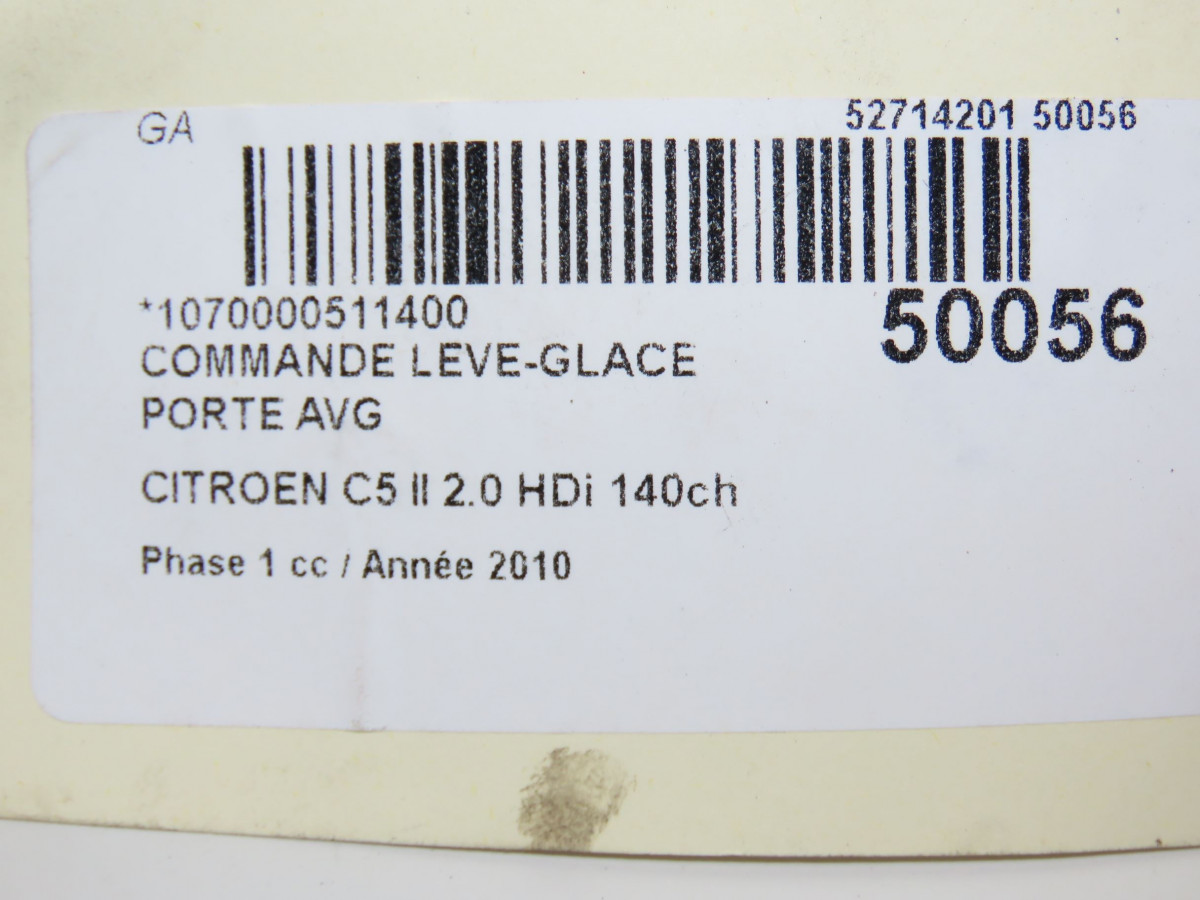 GA
52714201 50056
*1070000511400
50056
COMMANDE LEVE-GLACE
PORTE AVG
CITROEN C5 II 2.0 HDi 140ch
Phase 1 cc / Année 2010